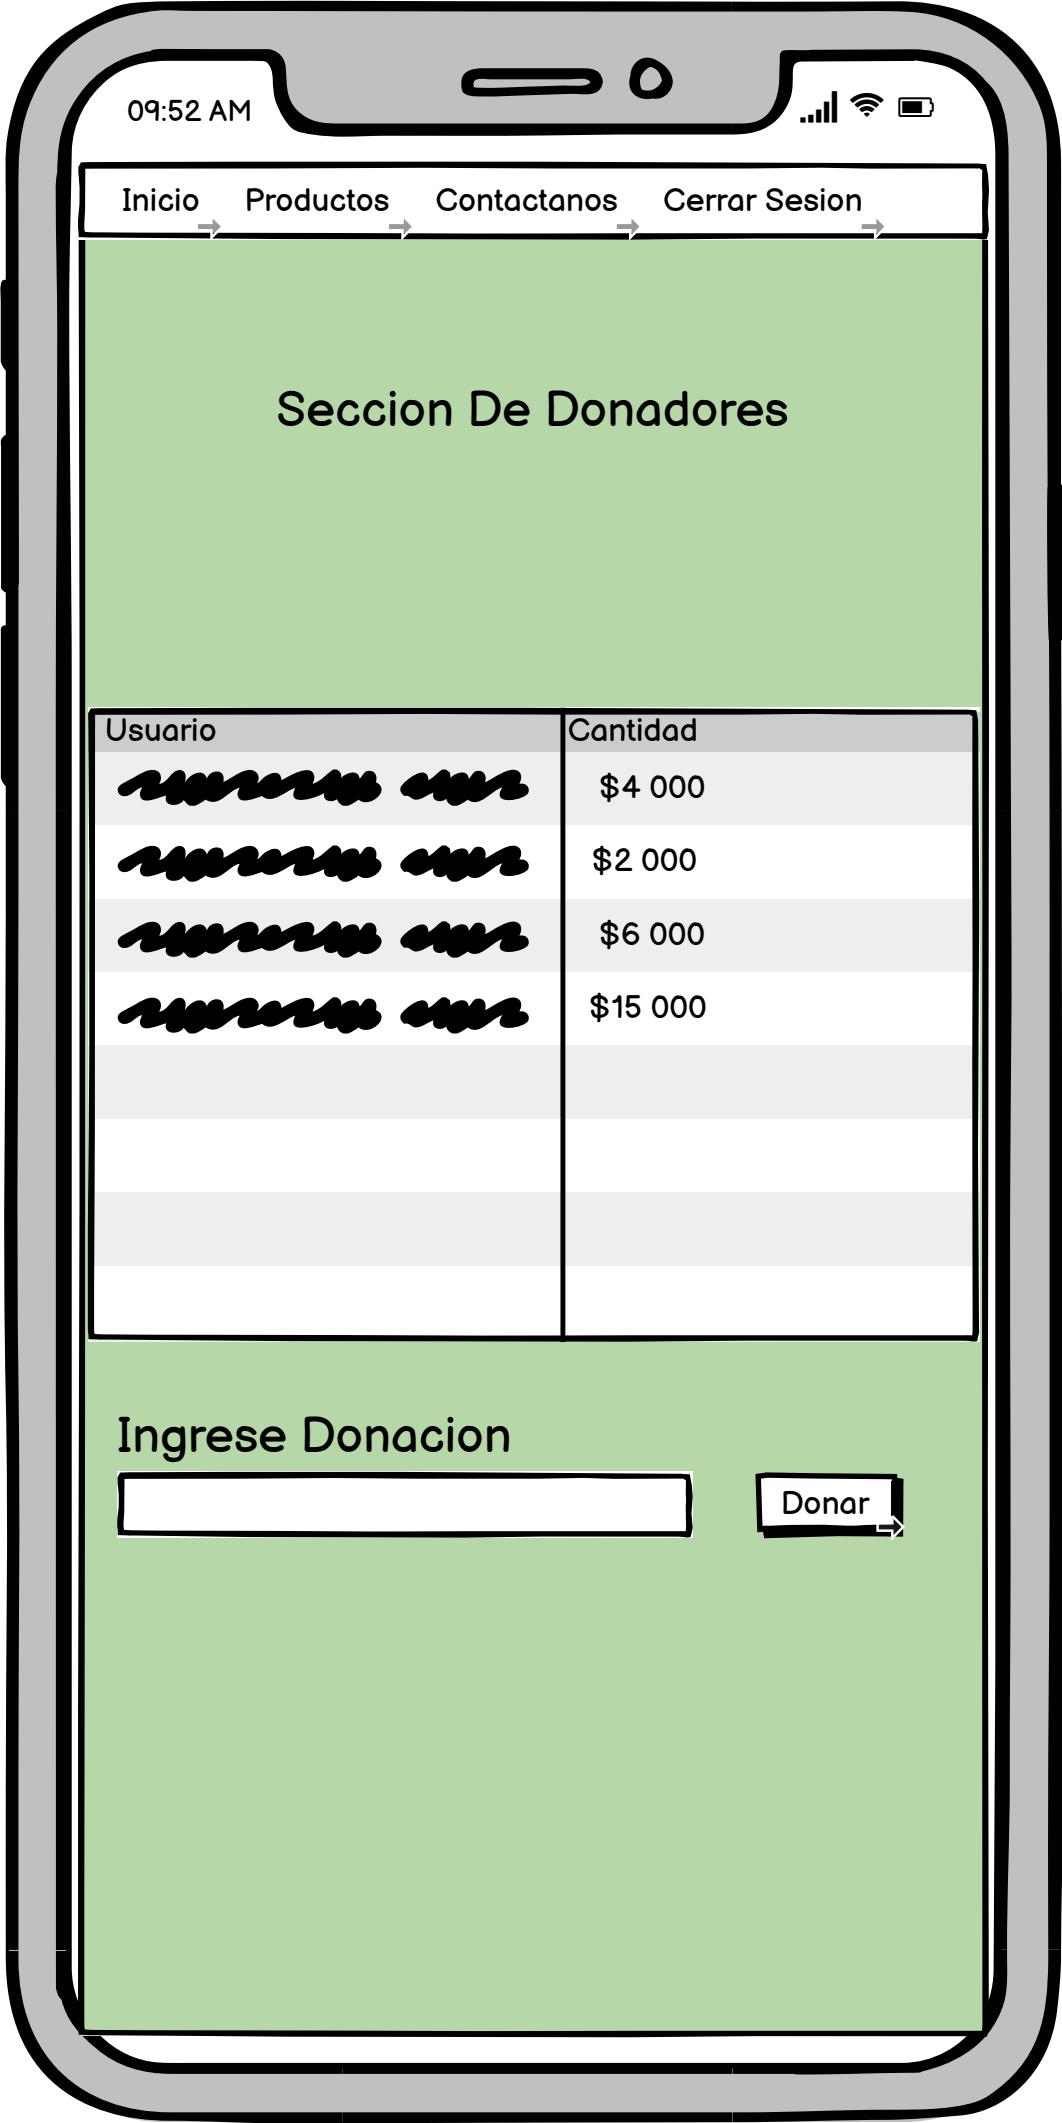 09:52 AM
Inicio Productos Contactanos Cerrar Sesion
Seccion De Donadores
Usuario Cantidad
$4 000
$2 000
$6 000
$15 000
Ingrese Donacion
Donar